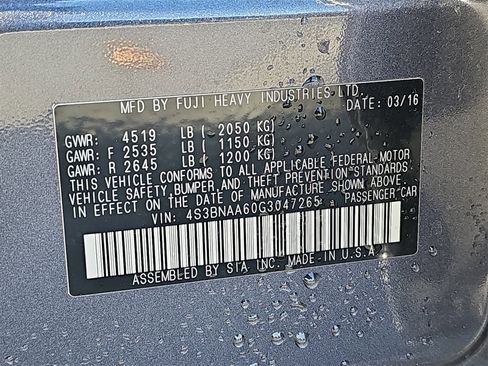 MFD BY FUJI HEAVY INDUSTRIES LTD.
DATE: 03/16
GVWR: 4519 LB ( 2050 KG)
GAWR: F 2535 LB ( 1150 KG)
GAWR: R 2645 LB ( 1200 KG)
THIS VEHICLE CONFORMS TO ALL APPLICABLE FEDERAL MOTOR
VEHICLE SAFETY, BUMPER, AND THEFT PREVENTION STANDARDS
IN EFFECT ON THE DATE OF MANUFACTURE SHOWN ABOVE.
VIN: 4S3BNAA60G3047265 PASSENGER CAR
ASSEMBLED BY SIA INC. MADE IN U.S.A.